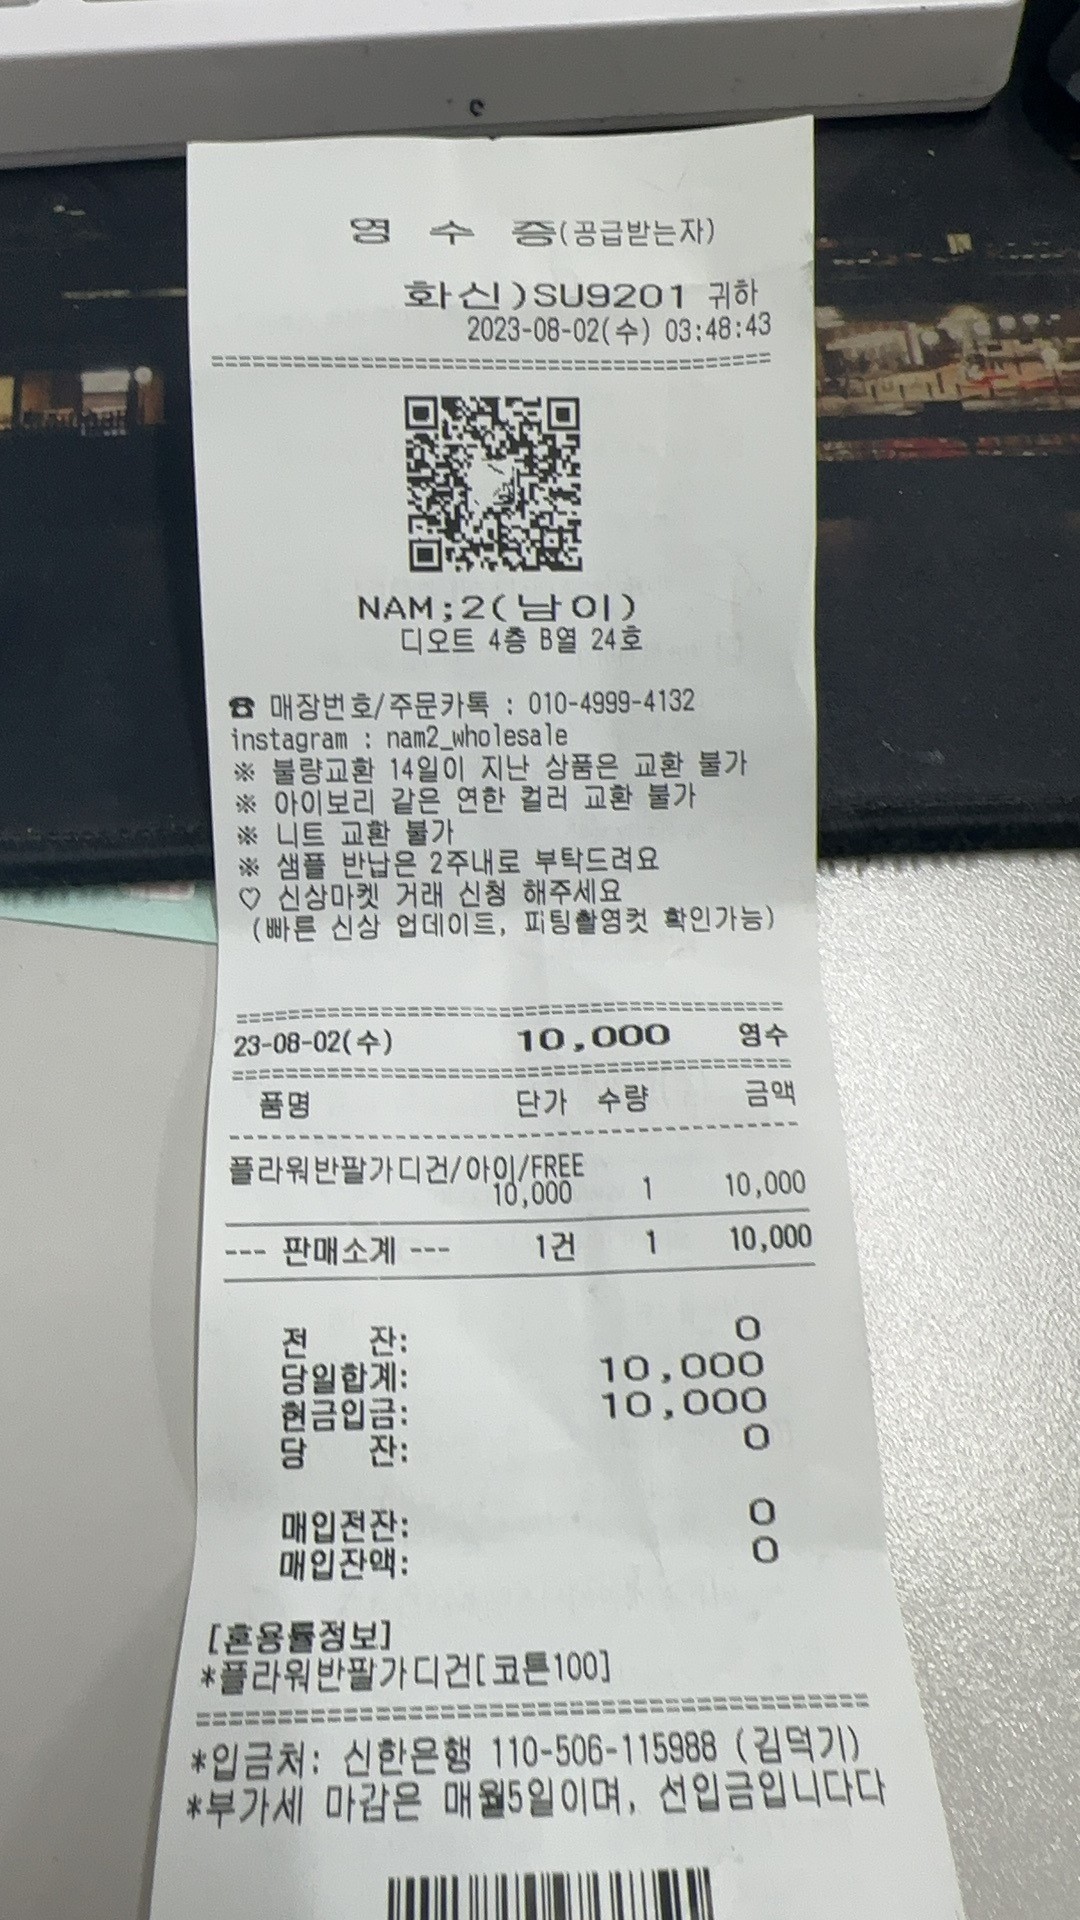 영 수 증(공급받는자)
화신)SU9201 귀하
2023-08-02(수) 03:48:43
NAM;2(남이)
디오트 4층 B열 24호
☎ 매장번호/주문카톡 : 010-4999-4132
instagram : nam2_wholesale
※ 불량교환 14일이 지난 상품은 교환 불가
※ 아이보리 같은 연한 컬러 교환 불가
※ 니트 교환 불가
※ 샘플 반납은 2주내로 부탁드려요
♡ 신상마켓 거래 신청 해주세요
(빠른 신상 업데이트, 피팅촬영컷 확인가능)
23-08-02(수) 10,000 영수
품명 단가 수량 금액
플라워반팔가디건/아이/FREE
10,000 1 10,000
--- 판매소계 --- 1건 1 10,000
전 잔: 0
당일합계: 10,000
현금입금: 10,000
당 잔: 0
매입전잔: 0
매입잔액: 0
[혼용률정보]
*플라워반팔가디건[코튼100]
*입금처: 신한은행 110-506-115988 (김덕기)
*부가세 마감은 매월5일이며, 선입금입니다다